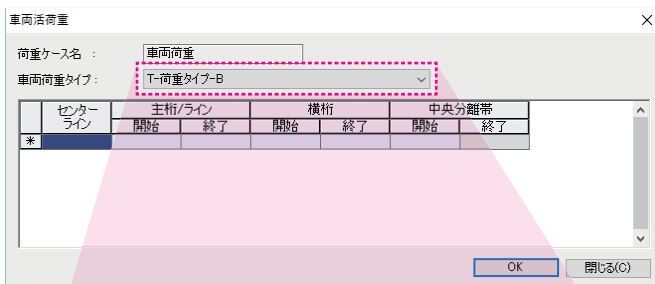 車両活荷重
荷重ケース名 : 車両荷重
車両荷重タイプ : T-荷重タイプ-B
センターライン 主桁/ライン 横桁 中央分離帯
開始 終了 開始 終了 開始 終了
*
OK 閉じる(C)